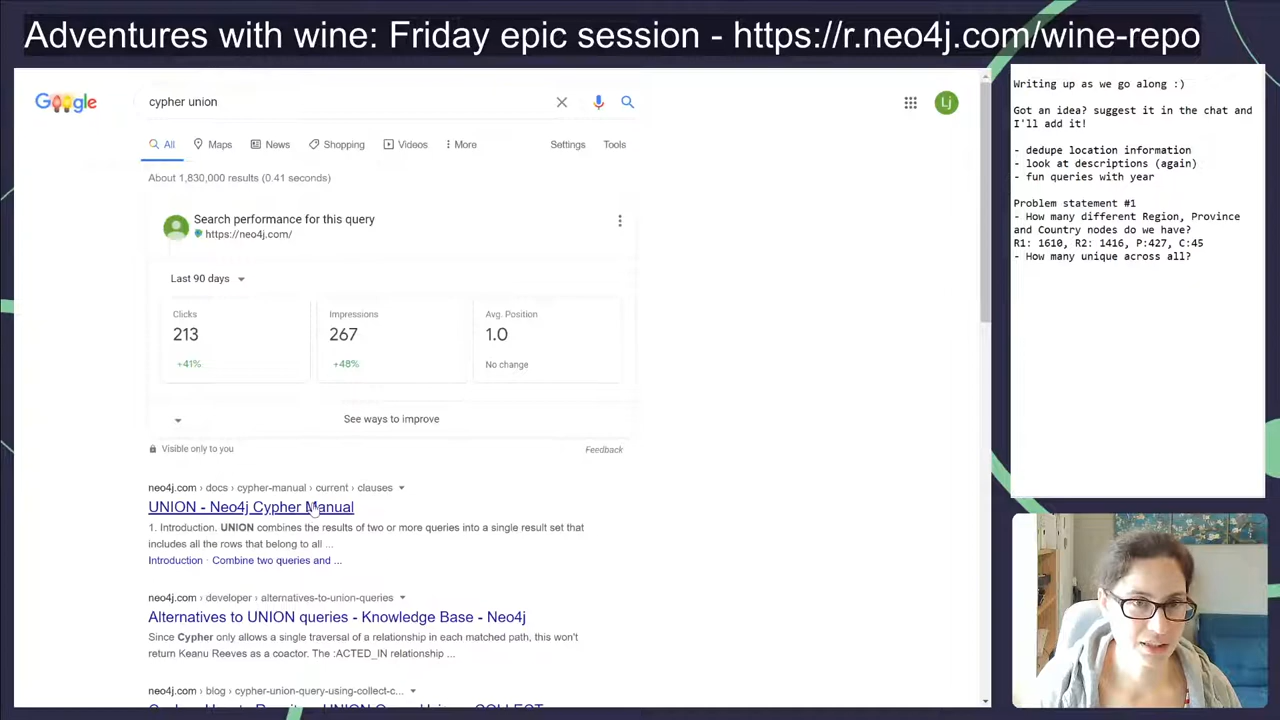 Adventures with wine: Friday epic session - https://r.neo4j.com/wine-repo
Google
cypher union
Lj
All
Maps
News
Shopping
Videos
More
Settings
Tools
About 1,830,000 results (0.41 seconds)
Search performance for this query
https://neo4j.com/
Last 90 days
Clicks
213
+41%
Impressions
267
+48%
Avg. Position
1.0
No change
See ways to improve
Visible only to you
Feedback
neo4j.com › docs › cypher-manual › current › clauses
UNION - Neo4j Cypher Manual
1. Introduction. UNION combines the results of two or more queries into a single result set that
includes all the rows that belong to all ...
Introduction · Combine two queries and ...
neo4j.com › developer › alternatives-to-union-queries
Alternatives to UNION queries - Knowledge Base - Neo4j
Since Cypher only allows a single traversal of a relationship in each matched path, this won't
return Keanu Reeves as a coactor. The :ACTED_IN relationship ...
neo4j.com › blog › cypher-union-query-using-collect-c...
Writing up as we go along :)
Got an idea? suggest it in the chat and
I'll add it!
- dedupe location information
- look at descriptions (again)
- fun queries with year
Problem statement #1
- How many different Region, Province
and Country nodes do we have?
R1: 1610, R2: 1416, P:427, C:45
- How many unique across all?